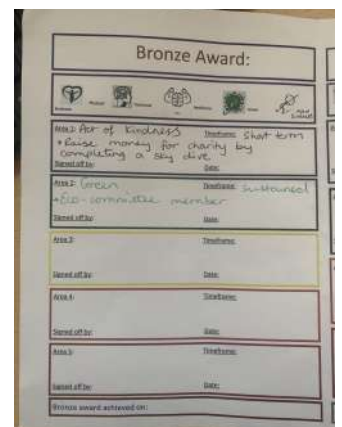 Bronze Award:
Area 1: Act of kindness Timeframe: Short term
• Raise money for charity by
completing a sky dive
Signed off by: Date:
Area 2: Green Timeframe: Sustained
• Eco-committee member
Signed off by: Date:
Area 3: Timeframe:
Signed off by: Date:
Area 4: Timeframe:
Signed off by: Date:
Area 5: Timeframe:
Signed off by: Date:
Bronze award achieved on: